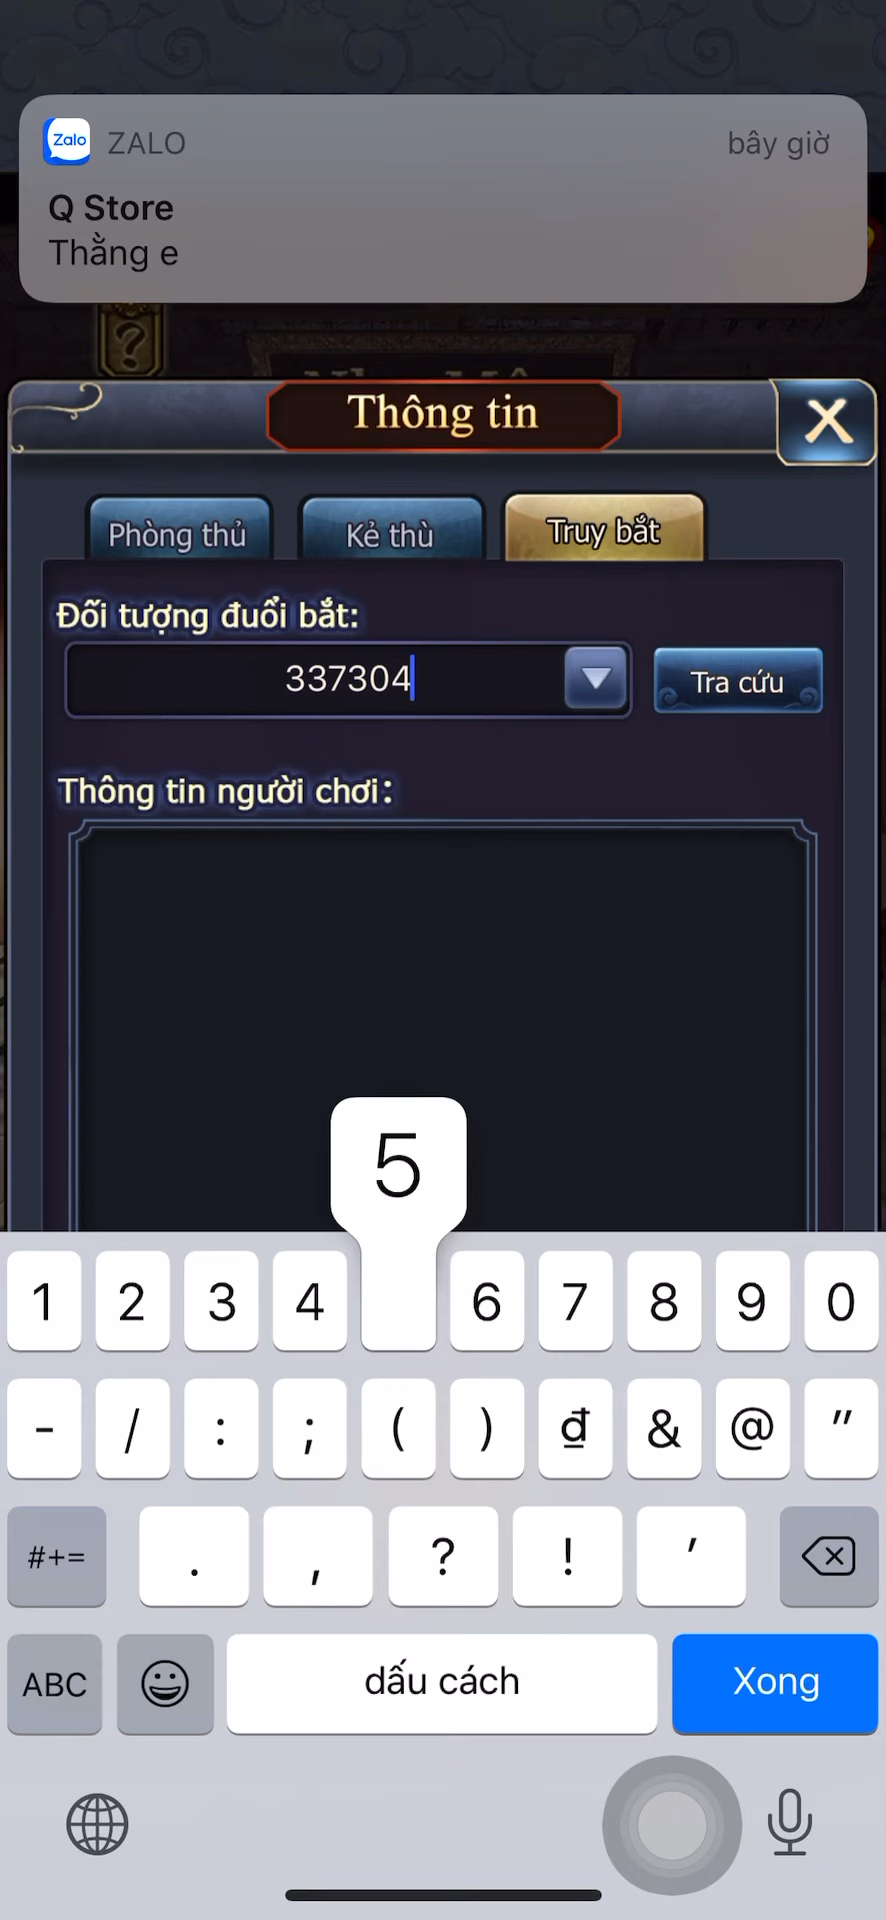 Zalo ZALO bây giờ
Q Store
Thằng e
?
Thông tin
Phòng thủ Kẻ thù Truy bắt
Đối tượng đuổi bắt:
337304 Tra cứu
Thông tin người chơi:
5
1 2 3 4 6 7 8 9 0
- / : ; ( ) ₫ & @ "
#+= . , ? ! ′
ABC dấu cách Xong